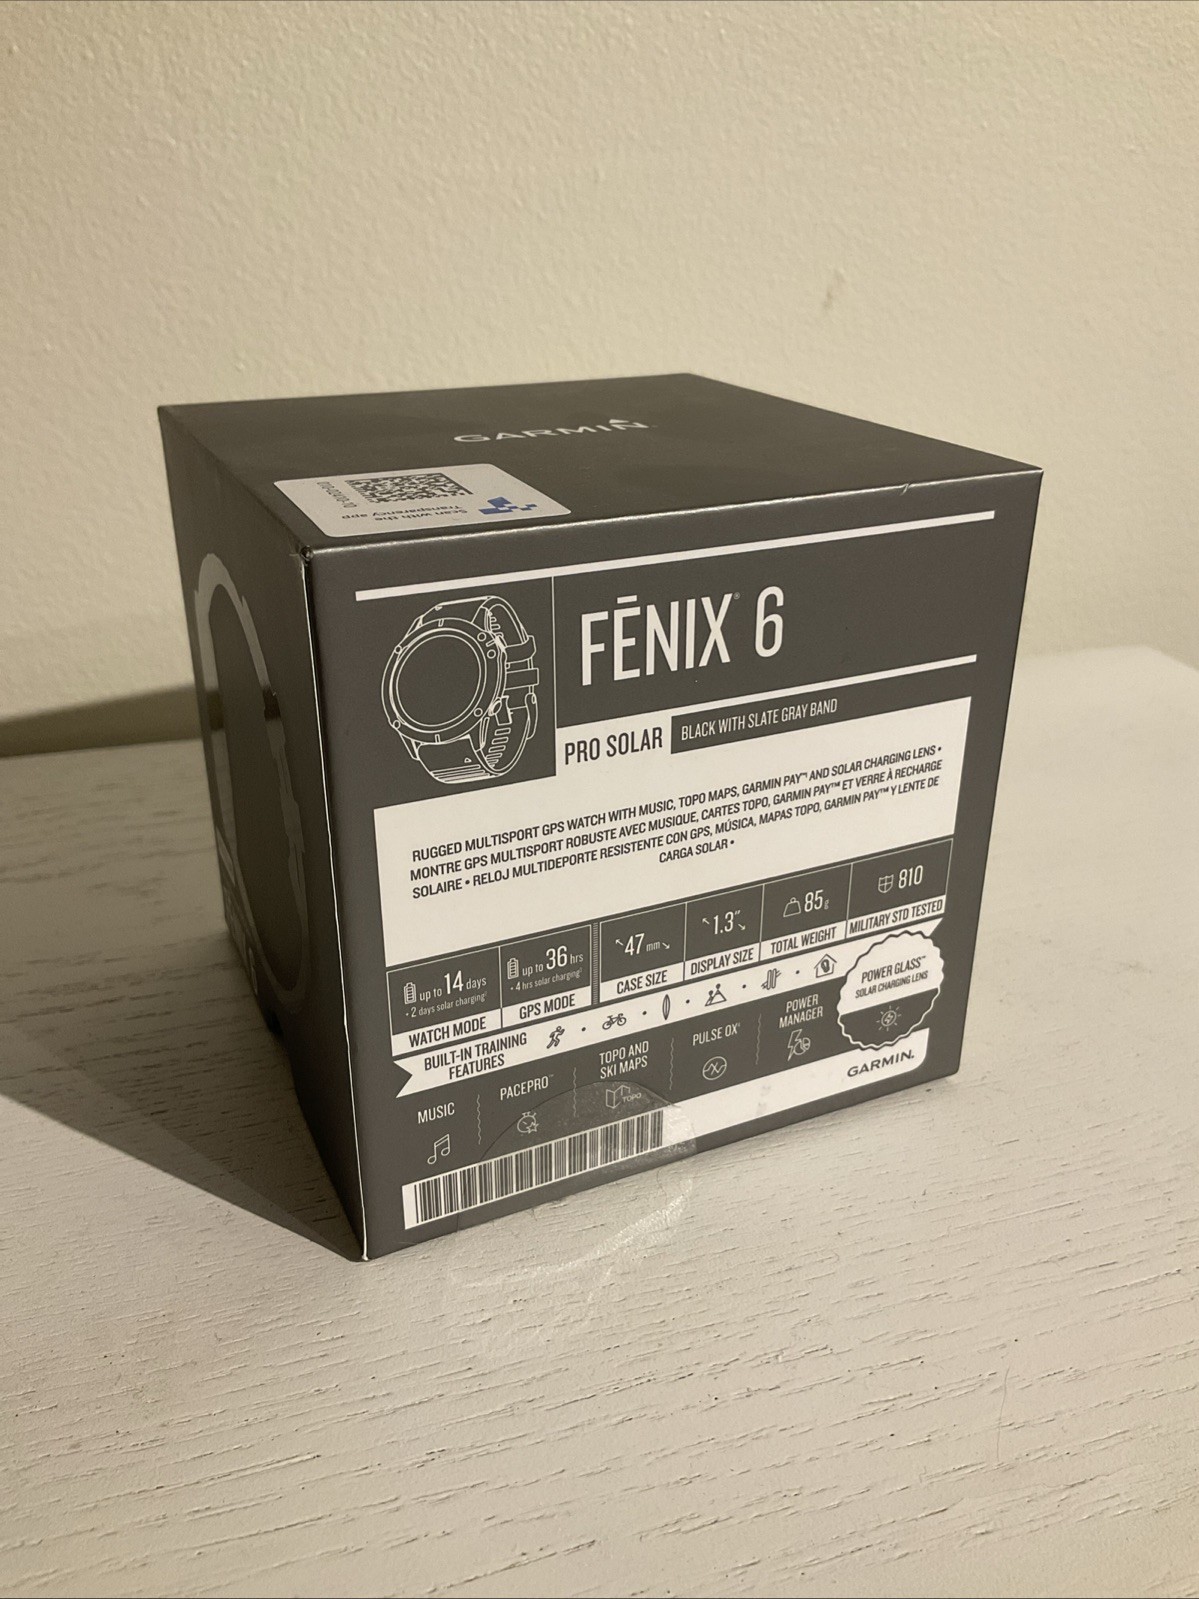 GARMIN
Scan with the
Transparency app
FĒNIX® 6
PRO SOLAR
BLACK WITH SLATE GRAY BAND
RUGGED MULTISPORT GPS WATCH WITH MUSIC, TOPO MAPS, GARMIN PAY™ AND SOLAR CHARGING LENS •
MONTRE GPS MULTISPORT ROBUSTE AVEC MUSIQUE, CARTES TOPO, GARMIN PAY™ ET VERRE À RECHARGE
SOLAIRE • RELOJ MULTIDEPORTE RESISTENTE CON GPS, MÚSICA, MAPAS TOPO, GARMIN PAY™ Y LENTE DE
CARGA SOLAR •
up to 14 days
+ 2 days solar charging
WATCH MODE
up to 36 hrs
+ 4 hrs solar charging
GPS MODE
47 mm
CASE SIZE
1.3"
DISPLAY SIZE
85g
TOTAL WEIGHT
810
MILITARY STD TESTED
BUILT-IN TRAINING
FEATURES
POWER GLASS™
SOLAR CHARGING LENS
MUSIC
PACEPRO™
TOPO AND
SKI MAPS
TOPO
PULSE OX
POWER
MANAGER
GARMIN.